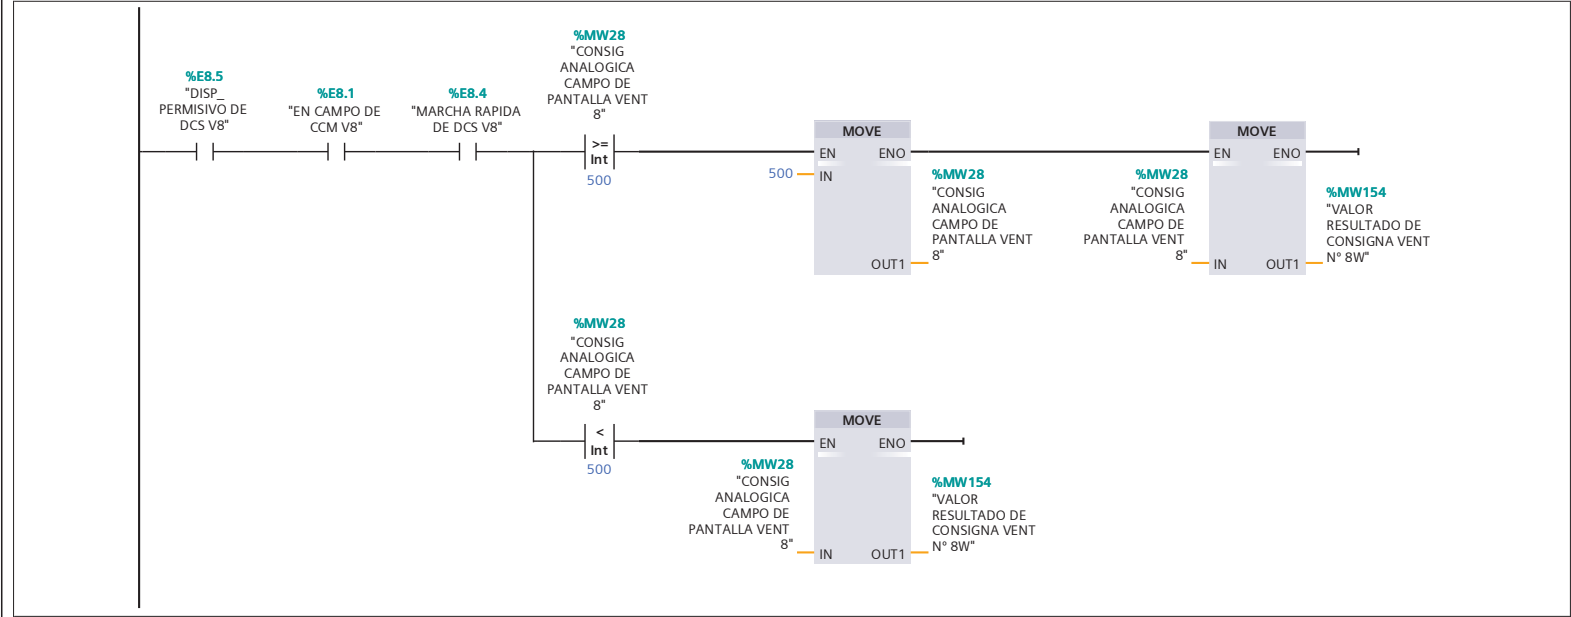 %E8.5
"DISP_
PERMISIVO DE
DCS V8"
%E8.1
"EN CAMPO DE
CCM V8"
%E8.4
"MARCHA RAPIDA
DE DCS V8"
%MW28
"CONSIG
ANALOGICA
CAMPO DE
PANTALLA VENT
8"
>=
Int
500
MOVE
EN
ENO
500
IN
OUT1
%MW28
"CONSIG
ANALOGICA
CAMPO DE
PANTALLA VENT
8"
MOVE
EN
ENO
%MW28
"CONSIG
ANALOGICA
CAMPO DE
PANTALLA VENT
8"
IN
OUT1
%MW154
"VALOR
RESULTADO DE
CONSIGNA VENT
N° 8W"
%MW28
"CONSIG
ANALOGICA
CAMPO DE
PANTALLA VENT
8"
<
Int
500
MOVE
EN
ENO
%MW28
"CONSIG
ANALOGICA
CAMPO DE
PANTALLA VENT
8"
IN
OUT1
%MW154
"VALOR
RESULTADO DE
CONSIGNA VENT
N° 8W"